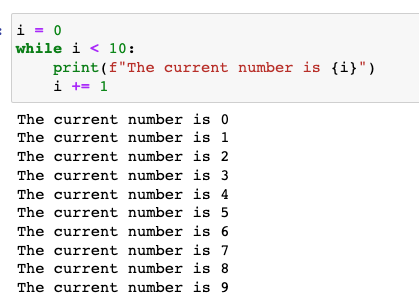 : i = 0
while i < 10:
    print(f"The current number is {i}")
    i += 1
The current number is 0
The current number is 1
The current number is 2
The current number is 3
The current number is 4
The current number is 5
The current number is 6
The current number is 7
The current number is 8
The current number is 9